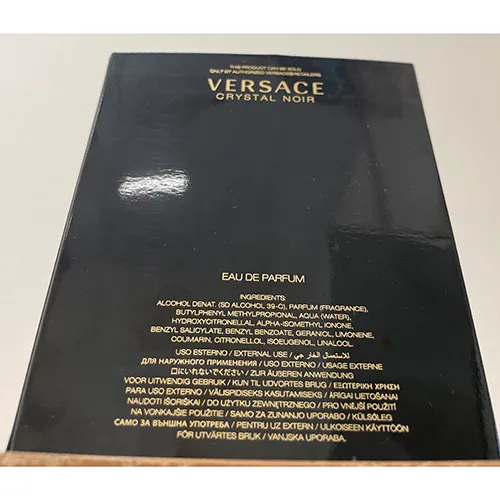 THIS PRODUCT CAN BE SOLD
ONLY BY AUTHORIZED VERSACE RETAILERS
VERSACE
CRYSTAL NOIR
EAU DE PARFUM
INGREDIENTS:
ALCOHOL DENAT. (SD ALCOHOL 39-C), PARFUM (FRAGRANCE),
BUTYLPHENYL METHYLPROPIONAL, AQUA (WATER),
HYDROXYCITRONELLAL, ALPHA-ISOMETHYL IONONE,
BENZYL SALICYLATE, BENZYL BENZOATE, GERANIOL, LIMONENE,
COUMARIN, CITRONELLOL, ISOEUGENOL, LINALOOL
USO ESTERNO / EXTERNAL USE / للاستعمال الخارجي
ДЛЯ НАРУЖНОГО ПРИМЕНЕНИЯ / USO EXTERNO / USAGE EXTERNE
口にいれないでください / ZUR ÄUßEREN ANWENDUNG
VOOR UITWENDIG GEBRUIK / KUN TIL UDVORTES BRUG / ΕΞΩΤΕΡΙΚΗ ΧΡΗΣΗ
PARA USO EXTERNO / VÄLISPIDISEKS KASUTAMISEKS / ĀRĪGAI LIETOŠANAI
NAUDOTI IŠORIŠKAI / DO UŻYTKU ZEWNĘTRZNEGO / PRO VNĚJŠÍ POUŽITÍ
NA VONKAJŠIE POUŽITIE / SAMO ZA ZUNANJO UPORABO / KÜLSŐLEG
САМО ЗА ВЪНШНА УПОТРЕБА / PENTRU UZ EXTERN / ULKOISEEN KÄYTTÖÖN
FÖR UTVÄRTES BRUK / VANJSKA UPORABA.